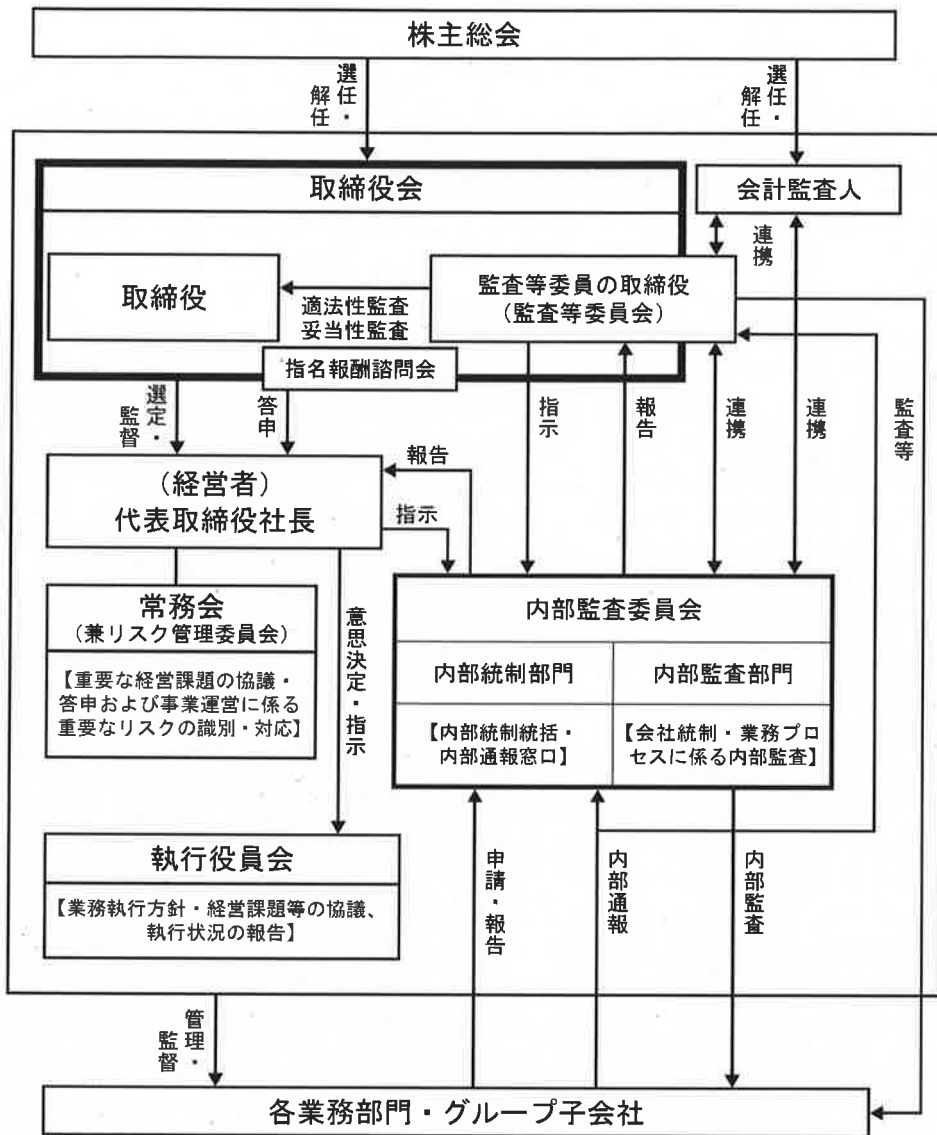 株主総会
選任・
解任
選任・
解任
取締役会
会計監査人
連携
取締役
監査等委員の取締役
（監査等委員会）
適法性監査
妥当性監査
指名報酬諮問会
選定・
監督
答申
指示
報告
連携
連携
監査等
報告
（経営者）
代表取締役社長
指示
常務会
（兼リスク管理委員会）
【重要な経営課題の協議・
答申および事業運営に係る
重要なリスクの識別・対応】
意思決定・指示
内部監査委員会
内部統制部門
内部監査部門
【内部統制統括・
内部通報窓口】
【会社統制・業務プロ
セスに係る内部監査】
執行役員会
【業務執行方針・経営課題等の協議、
執行状況の報告】
申請・報告
内部通報
内部監査
管理・
監督
各業務部門・グループ子会社